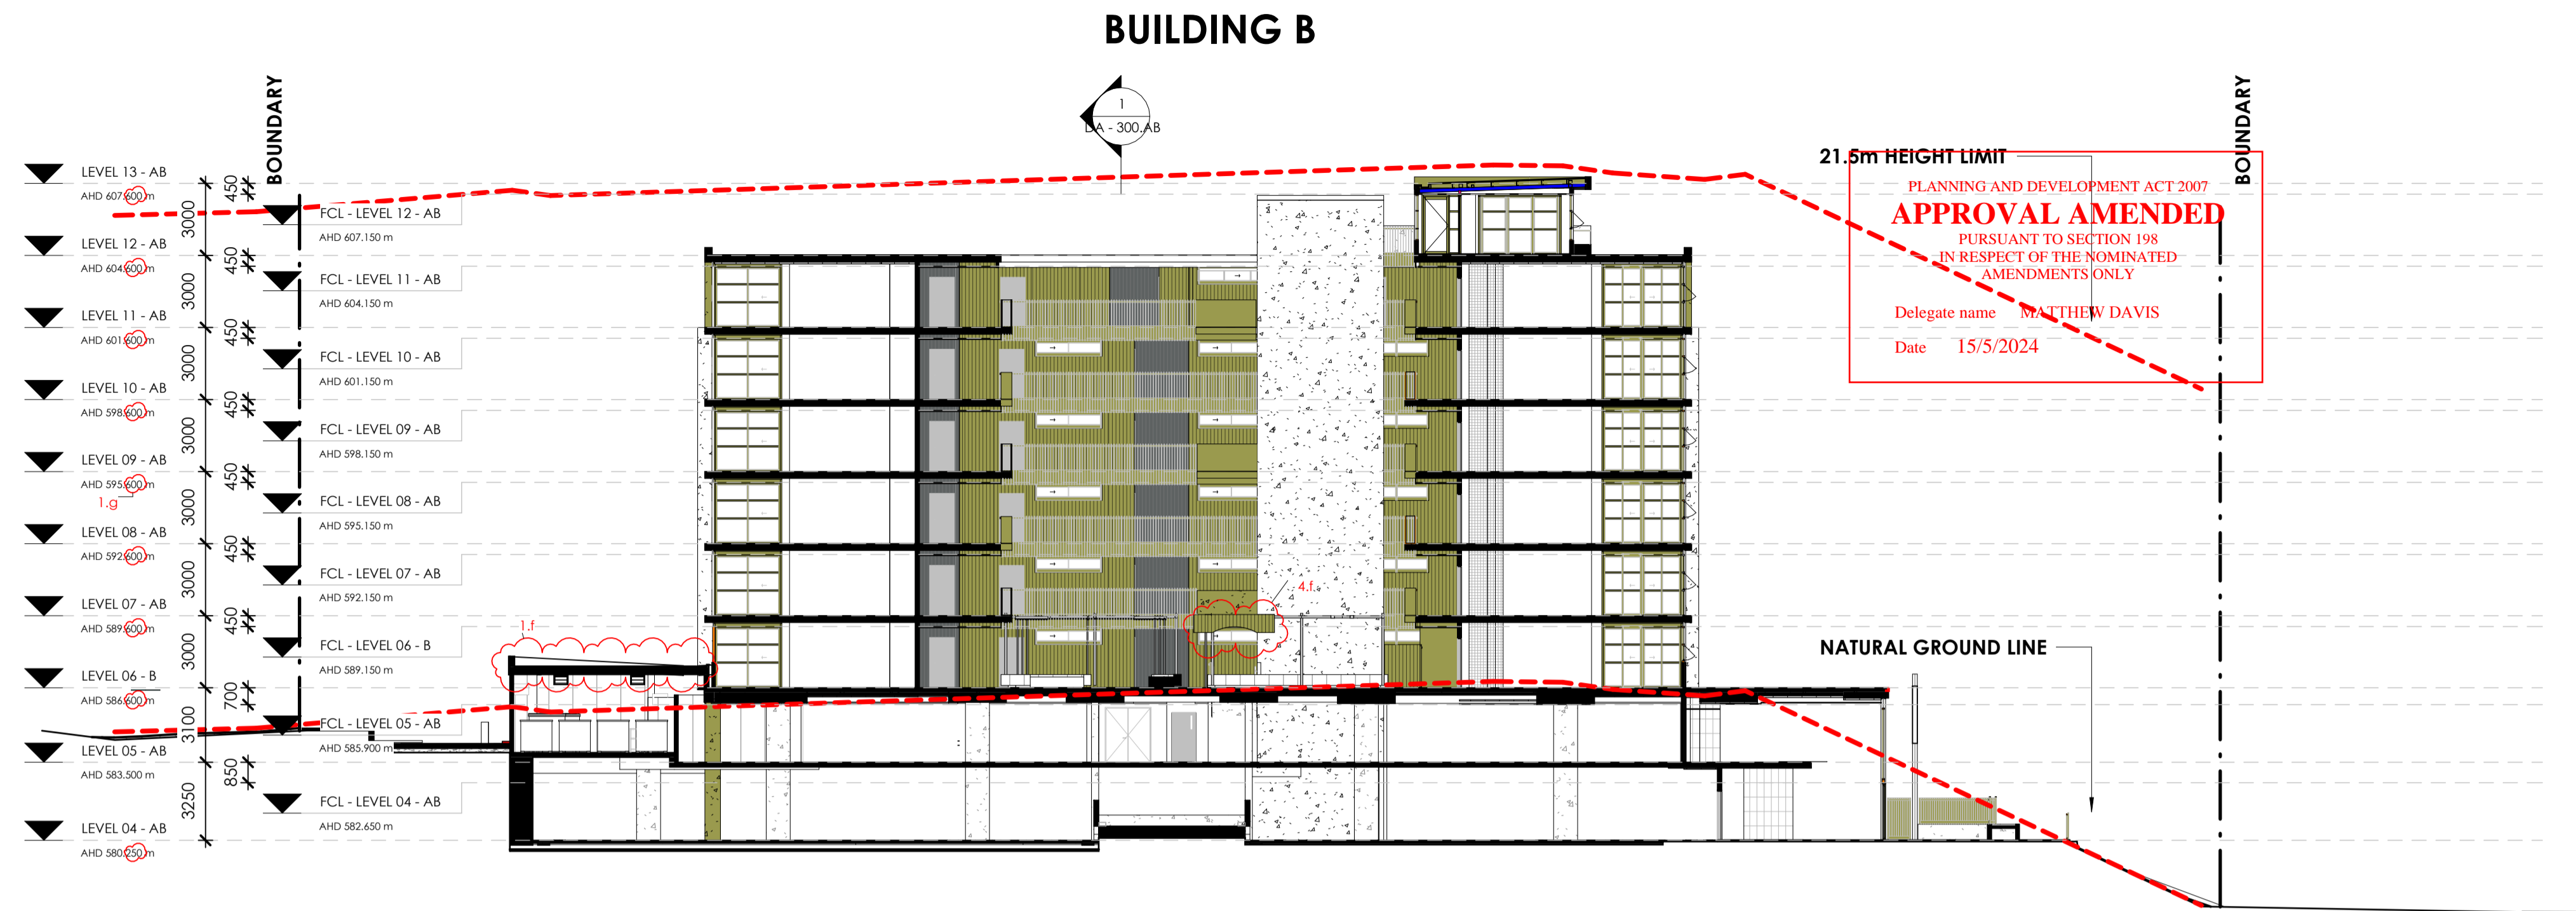 BUILDING B
BOUNDARY
BOUNDARY
1
DA - 300.AB
21.5m HEIGHT LIMIT
PLANNING AND DEVELOPMENT ACT 2007
APPROVAL AMENDED
PURSUANT TO SECTION 198
IN RESPECT OF THE NOMINATED
AMENDMENTS ONLY
Delegate name MATTHEW DAVIS
Date 15/5/2024
LEVEL 13 - AB
AHD 607.600 m
LEVEL 12 - AB
AHD 604.600 m
LEVEL 11 - AB
AHD 601.600 m
LEVEL 10 - AB
AHD 598.600 m
LEVEL 09 - AB
AHD 595.600 m
1.g
LEVEL 08 - AB
AHD 592.600 m
LEVEL 07 - AB
AHD 589.600 m
LEVEL 06 - B
AHD 586.600 m
LEVEL 05 - AB
AHD 583.500 m
LEVEL 04 - AB
AHD 580.250 m
3000
3000
3000
3000
3000
3000
3000
3100
3250
450
450
450
450
450
450
450
700
850
FCL - LEVEL 12 - AB
AHD 607.150 m
FCL - LEVEL 11 - AB
AHD 604.150 m
FCL - LEVEL 10 - AB
AHD 601.150 m
FCL - LEVEL 09 - AB
AHD 598.150 m
FCL - LEVEL 08 - AB
AHD 595.150 m
FCL - LEVEL 07 - AB
AHD 592.150 m
FCL - LEVEL 06 - B
AHD 589.150 m
FCL - LEVEL 05 - AB
AHD 585.900 m
FCL - LEVEL 04 - AB
AHD 582.650 m
1.f
4.f
NATURAL GROUND LINE